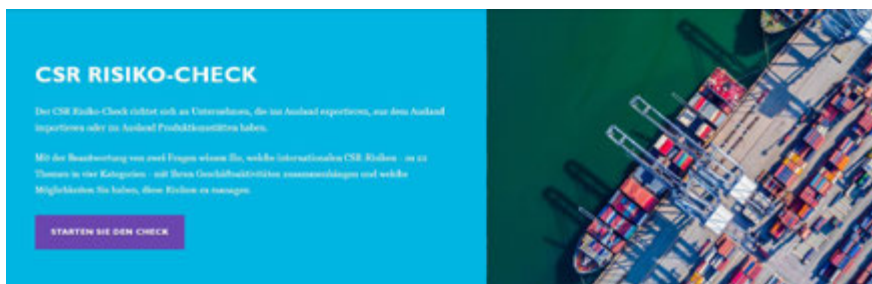 CSR RISIKO-CHECK
Der CSR Risiko-Check richtet sich an Unternehmen, die ins Ausland exportieren, aus dem Ausland
importieren oder im Ausland Produktionsstätten haben.
Mit der Beantwortung von zwei Fragen wissen Sie, welche internationalen CSR Risiken – zu 22
Themen in vier Kategorien – mit Ihren Geschäftsaktivitäten zusammenhängen und welche
Möglichkeiten Sie haben, diese Risiken zu managen.
STARTEN SIE DEN CHECK